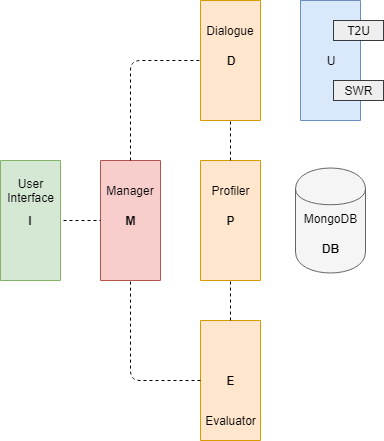 Dialogue
D
T2U
U
SWR
User
Interface
I
Manager
M
Profiler
P
MongoDB
DB
E
Evaluator